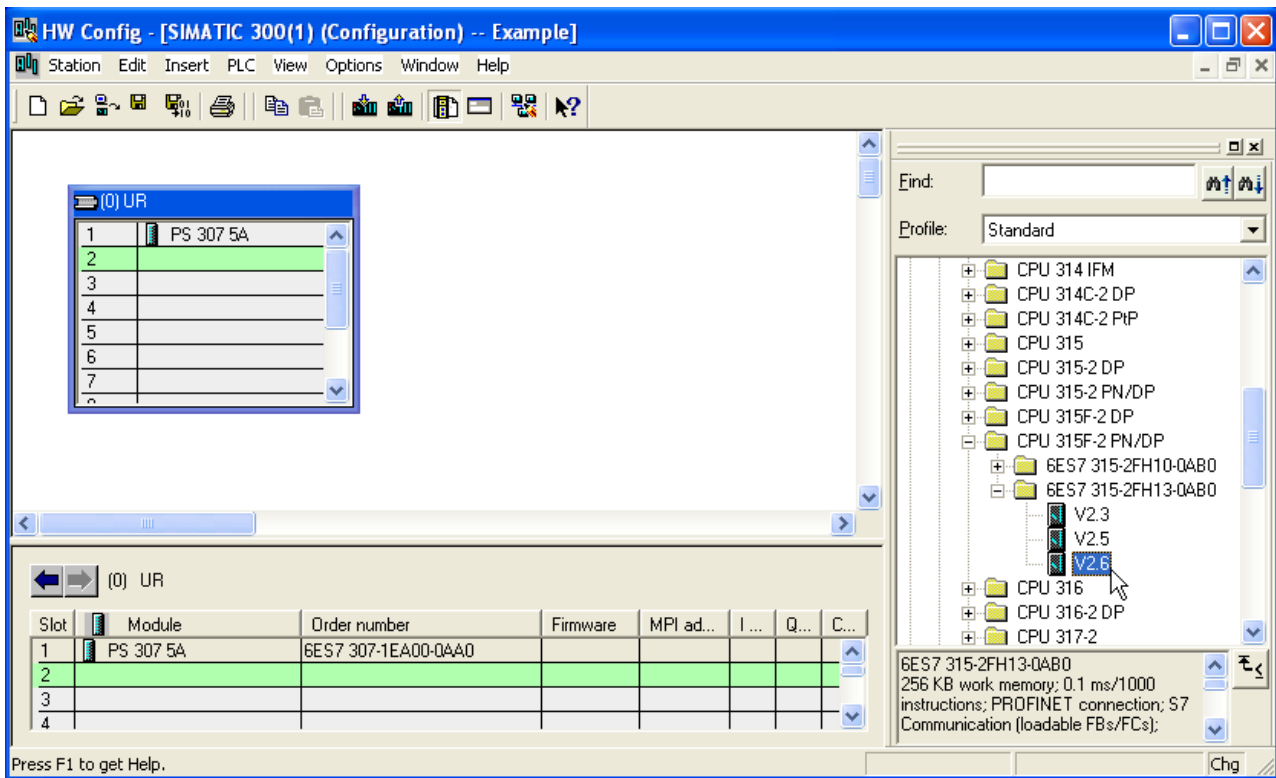 HW Config - [SIMATIC 300(1) (Configuration) -- Example]
Station Edit Insert PLC View Options Window Help
(0) UR
1 PS 307 5A
2
3
4
5
6
7
Find:
Profile: Standard
CPU 314 IFM
CPU 314C-2 DP
CPU 314C-2 PtP
CPU 315
CPU 315-2 DP
CPU 315-2 PN/DP
CPU 315F-2 DP
CPU 315F-2 PN/DP
6ES7 315-2FH10-0AB0
6ES7 315-2FH13-0AB0
V2.3
V2.5
V2.6
CPU 316
CPU 316-2 DP
CPU 317-2
(0) UR
Slot Module Order number Firmware MPI ad... I ... Q... C...
1 PS 307 5A 6ES7 307-1EA00-0AA0
2
3
4
6ES7 315-2FH13-0AB0
256 KB work memory; 0.1 ms/1000
instructions; PROFINET connection; S7
Communication (loadable FBs/FCs);
Press F1 to get Help.
Chg